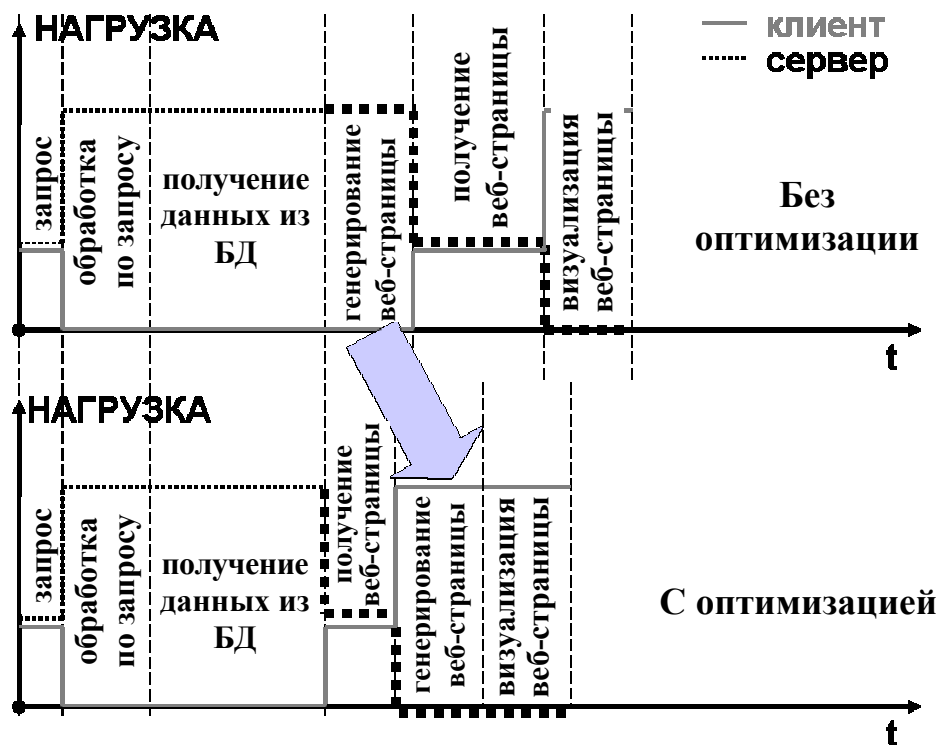 НАГРУЗКА
клиент
сервер
запрос
обработка
по запросу
получение
данных из
БД
генерирование
веб-страницы
получение
веб-страницы
визуализация
веб-страницы
Без
оптимизации
t
НАГРУЗКА
запрос
обработка
по запросу
получение
данных из
БД
получение
веб-страницы
генерирование
веб-страницы
визуализация
веб-страницы
С оптимизацией
t